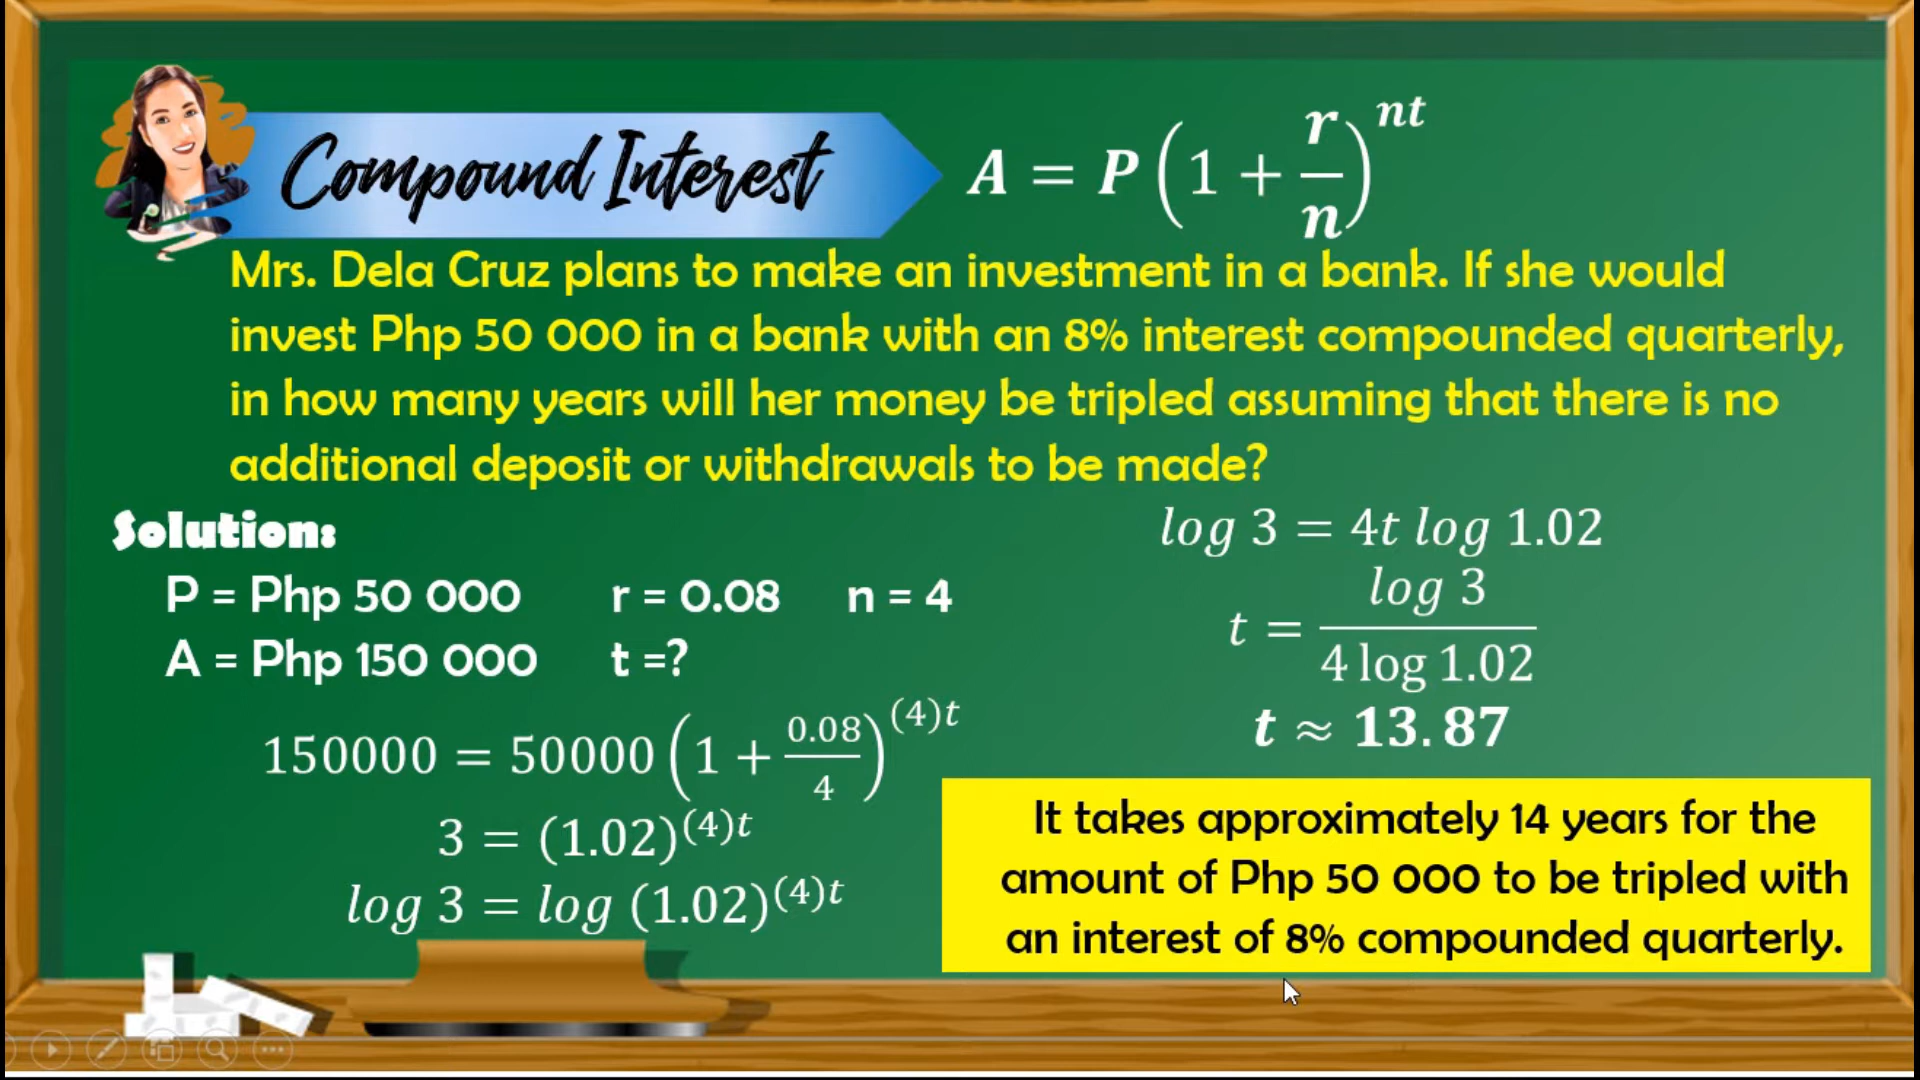 Compound Interest
A = P(1 + r/n)^nt
Mrs. Dela Cruz plans to make an investment in a bank. If she would
invest Php 50 000 in a bank with an 8% interest compounded quarterly,
in how many years will her money be tripled assuming that there is no
additional deposit or withdrawals to be made?
Solution:
P = Php 50 000 r = 0.08 n = 4
A = Php 150 000 t =?
150000 = 50000(1 + 0.08/4)^(4)t
3 = (1.02)^(4)t
log 3 = log (1.02)^(4)t
log 3 = 4t log 1.02
t = log 3 / 4 log 1.02
t ≈ 13.87
It takes approximately 14 years for the
amount of Php 50 000 to be tripled with
an interest of 8% compounded quarterly.